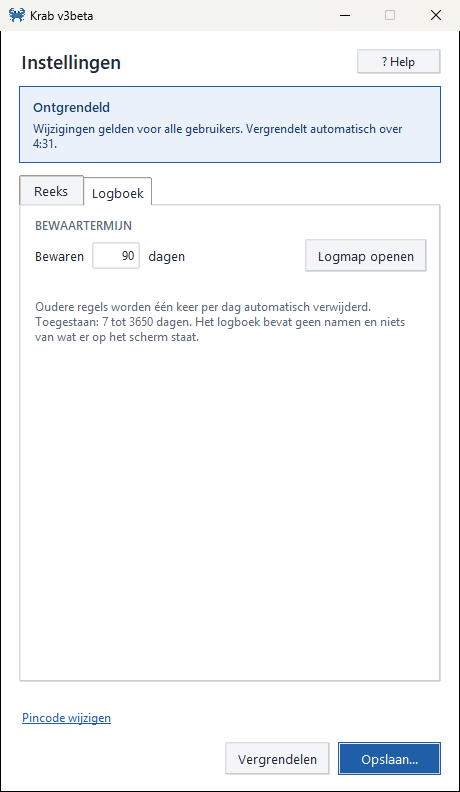 Krab v3beta
Instellingen
? Help
Ontgrendeld
Wijzigingen gelden voor alle gebruikers. Vergrendelt automatisch over
4:31.
Reeks
Logboek
BEWAARTERMIJN
Bewaren 90 dagen
Logmap openen
Oudere regels worden één keer per dag automatisch verwijderd.
Toegestaan: 7 tot 3650 dagen. Het logboek bevat geen namen en niets
van wat er op het scherm staat.
Pincode wijzigen
Vergrendelen
Opslaan...